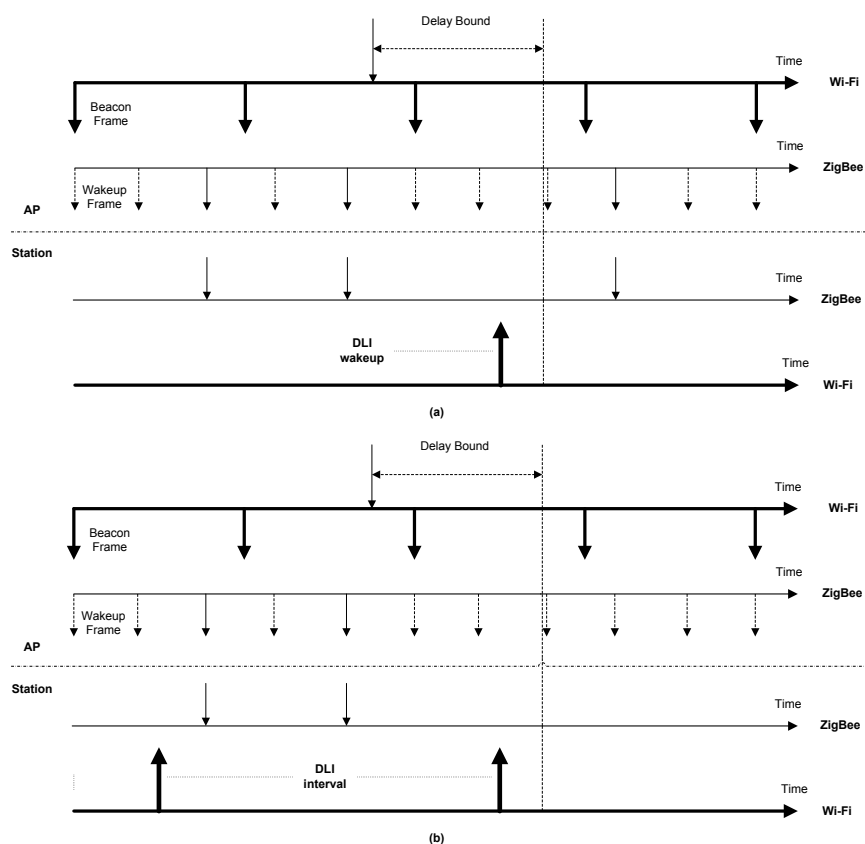 Delay Bound
Time
Wi-Fi
Beacon
Frame
Time
ZigBee
Wakeup
Frame
AP
Station
Time
ZigBee
DLI
wakeup
Time
Wi-Fi
(a)
Delay Bound
Time
Wi-Fi
Beacon
Frame
Time
ZigBee
Wakeup
Frame
AP
Station
Time
ZigBee
DLI
interval
Time
Wi-Fi
(b)